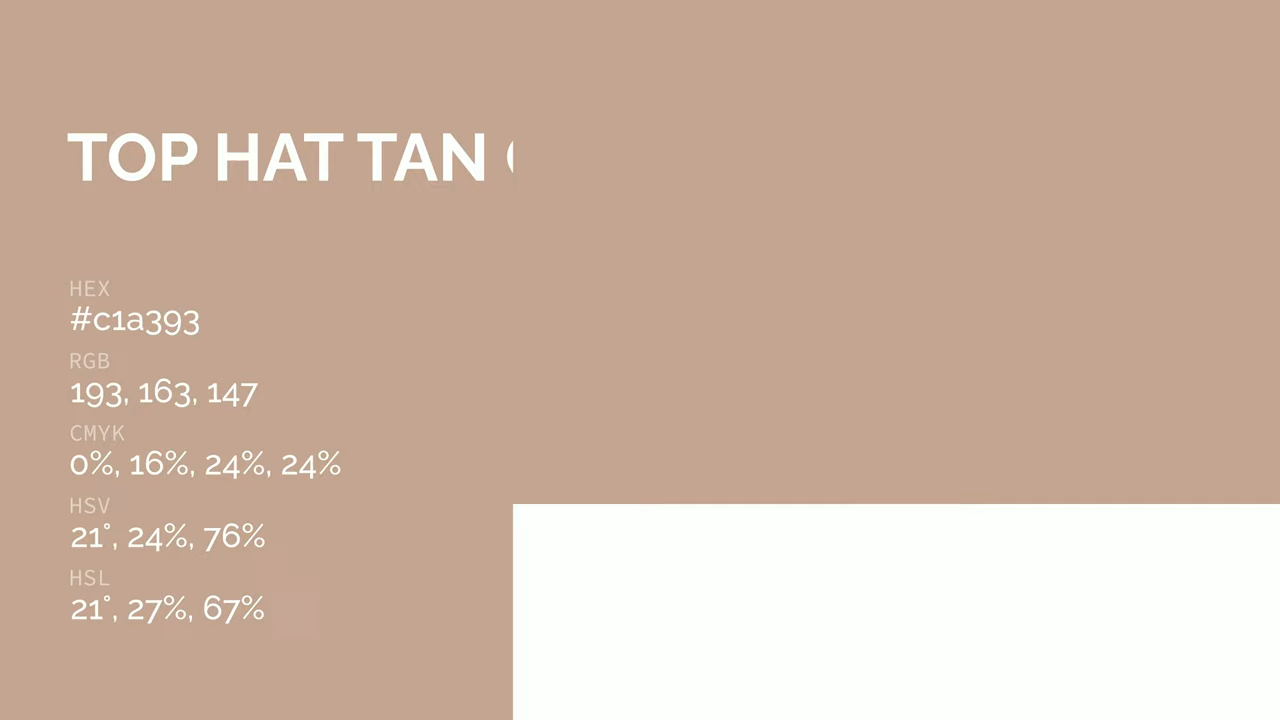 TOP HAT TAN
HEX
#c1a393
RGB
193, 163, 147
CMYK
0%, 16%, 24%, 24%
HSV
21°, 24%, 76%
HSL
21°, 27%, 67%